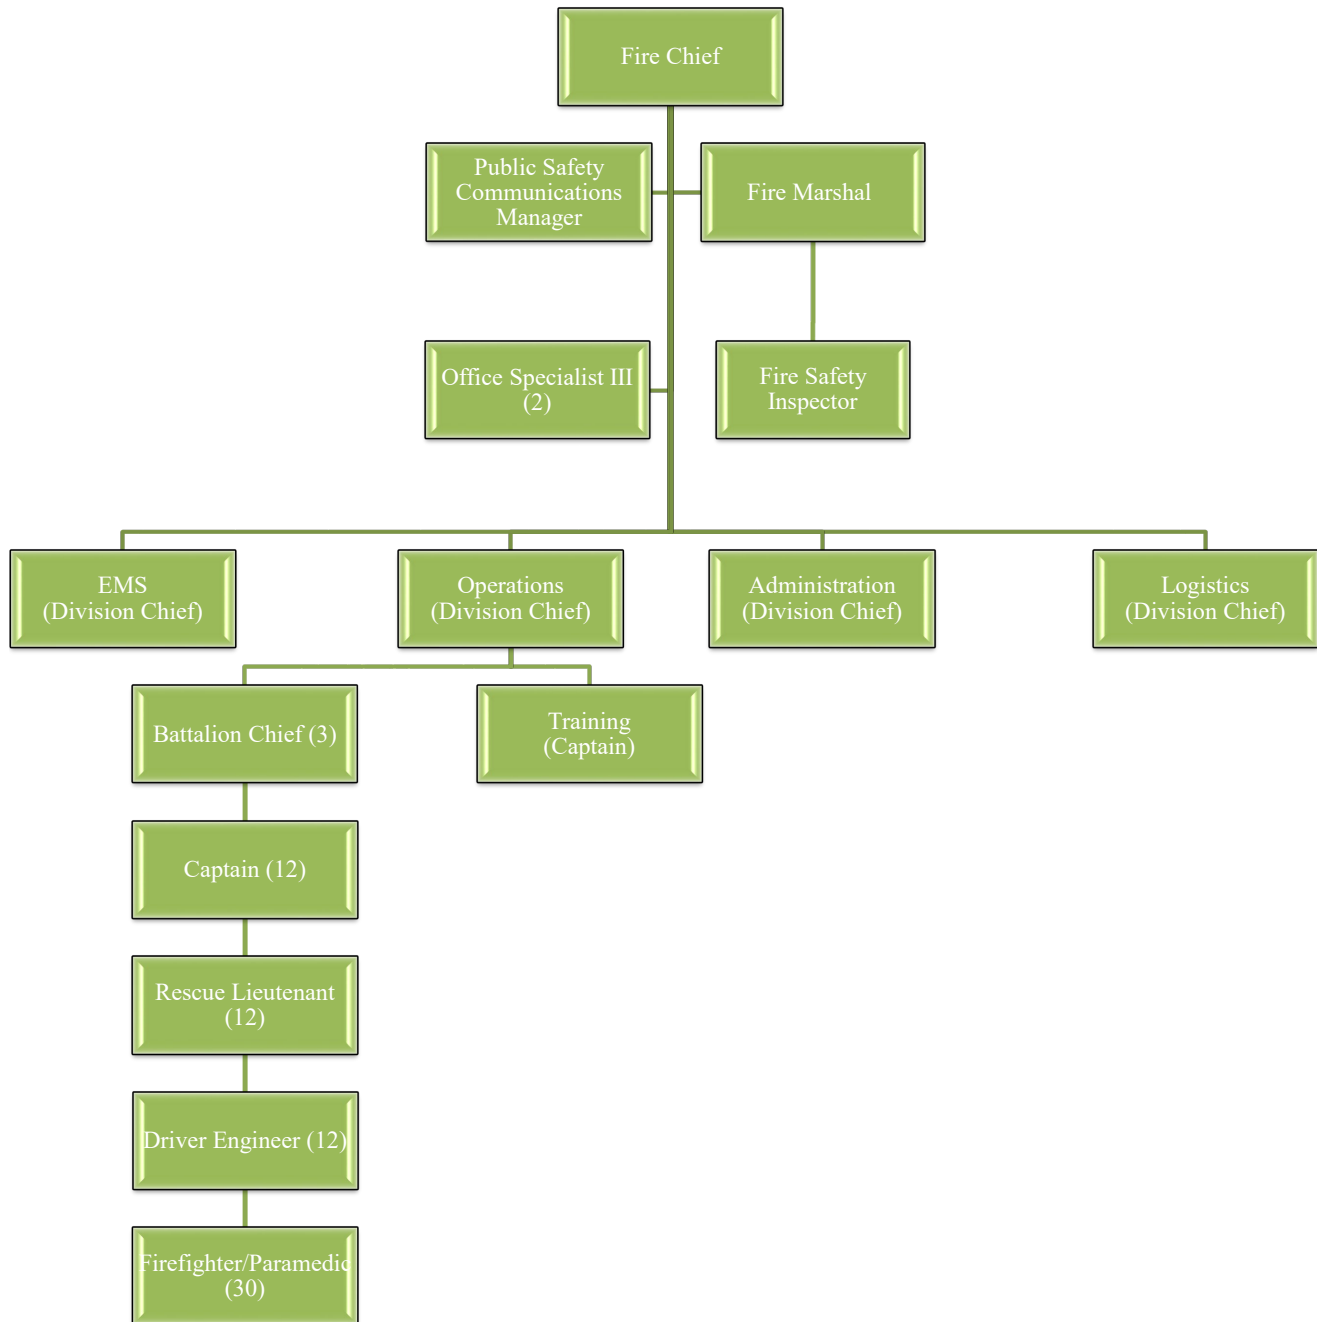 Fire Chief
Public Safety
Communications
Manager
Fire Marshal
Office Specialist III
(2)
Fire Safety
Inspector
EMS
(Division Chief)
Operations
(Division Chief)
Administration
(Division Chief)
Logistics
(Division Chief)
Battalion Chief (3)
Training
(Captain)
Captain (12)
Rescue Lieutenant
(12)
Driver Engineer (12)
Firefighter/Paramedic
(30)